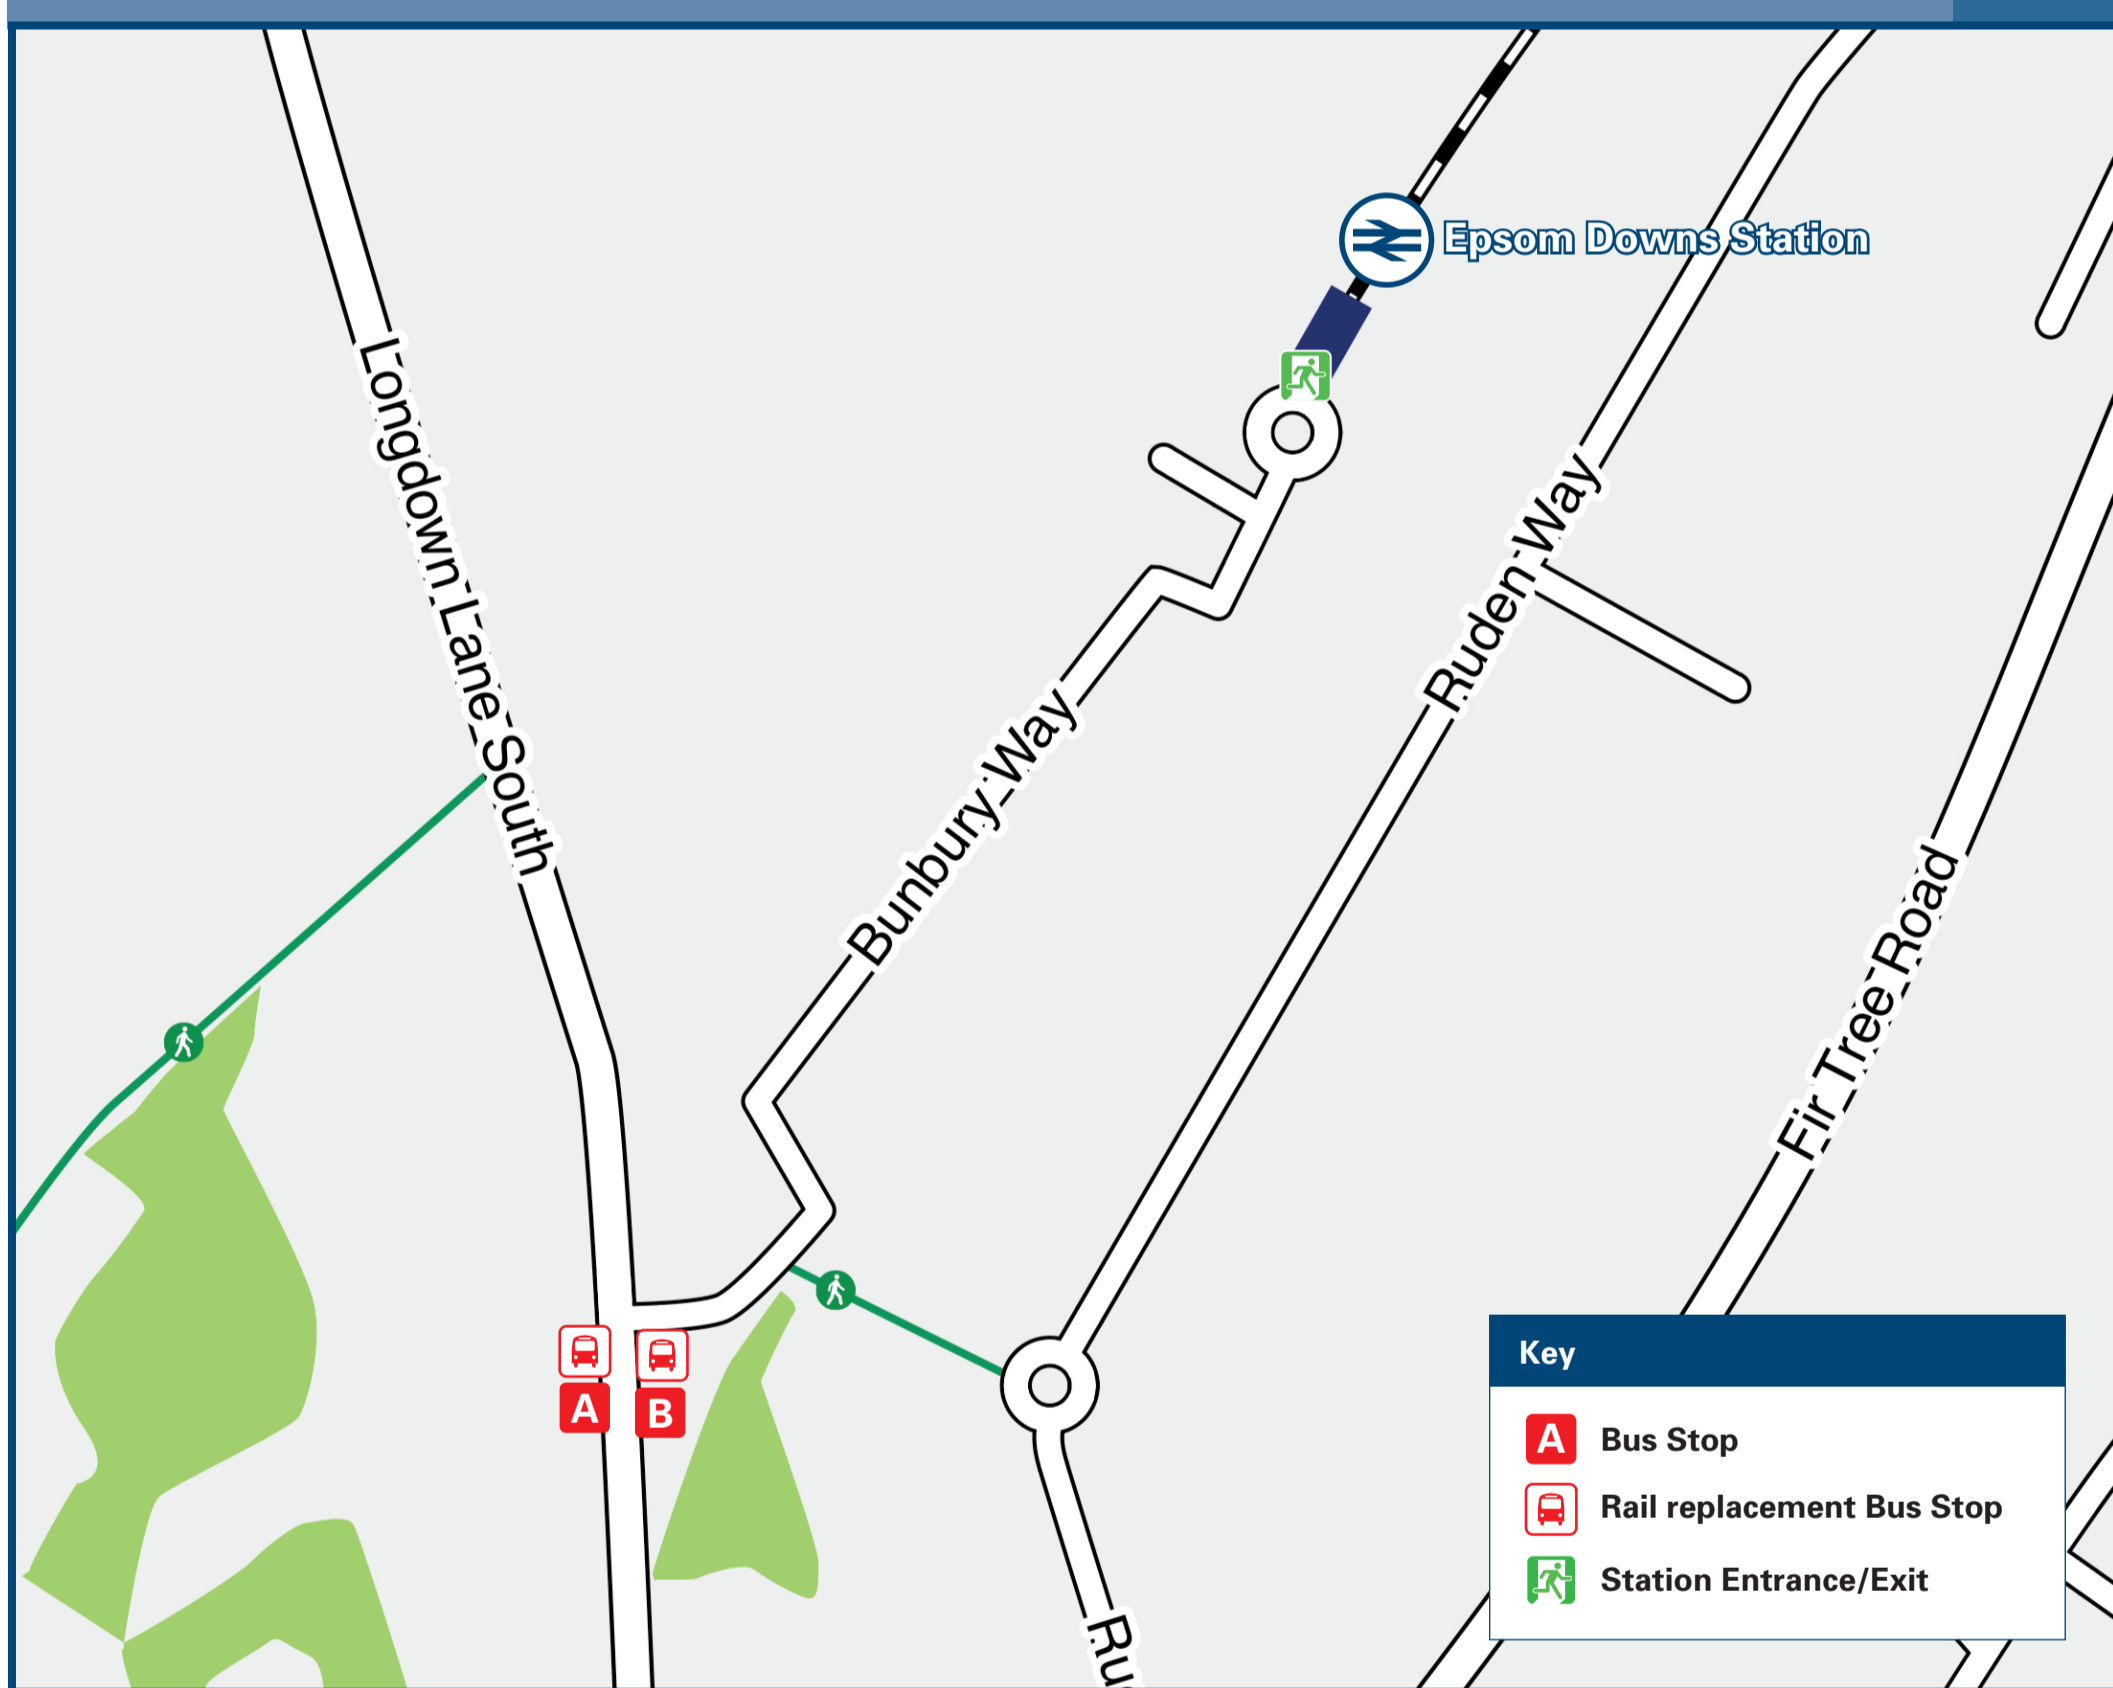 Epsom Downs Station
Longdown Lane South
Ruden Way
Bunbury Way
Fir Tree Road
A
B
Key
A Bus Stop
Rail replacement Bus Stop
Station Entrance/Exit